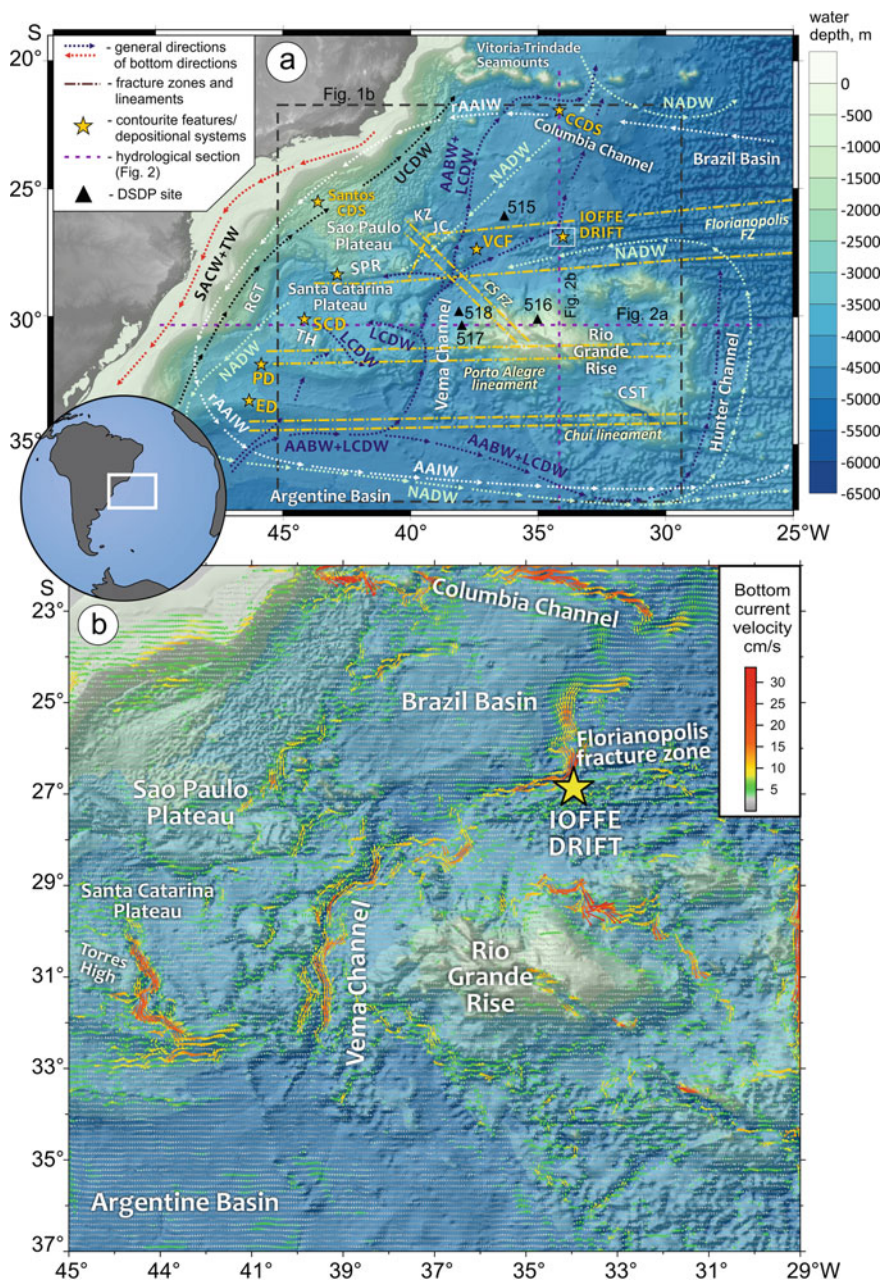 S
20°
25°
30°
35°
- general directions
of bottom directions
- fracture zones and
lineaments
- contourite features/
depositional systems
- hydrological section
(Fig. 2)
- DSDP site
a
Vitoria-Trindade
Seamounts
Fig. 1b
rAAIW
NADW
CCDS
Columbia Channel
Brazil Basin
UCDW
AABW+
LCDW
NADW
Santos
CDS
515
IOFFE
DRIFT
Florianopolis
FZ
KZ
JC
VCF
NADW
Sao Paulo
Plateau
SACW+TW
RGT
SPR
Santa Catarina
Plateau
CS FZ
Fig. 2b
518
516
Fig. 2a
SCD
517
TH
LCDW
LCDW
Vema Channel
Rio
Grande
Rise
Hunter Channel
NADW
PD
Porto Alegre
lineament
CST
ED
rAAIW
Chui lineament
AABW+LCDW
AABW+LCDW
AAIW
NADW
Argentine Basin
45
40
35
30
25°W
water
depth, m
0
-500
-1000
-1500
-2000
-2500
-3000
-3500
-4000
-4500
-5000
-5500
-6000
-6500
S
23°
25°
27°
29°
31°
33°
35°
37°
b
Columbia Channel
Bottom
current
velocity
cm/s
30
25
20
15
10
5
Brazil Basin
Florianopolis
fracture zone
Sao Paulo
Plateau
IOFFE
DRIFT
Santa Catarina
Plateau
Torres
High
Vema Channel
Rio
Grande
Rise
Argentine Basin
45
43
41
39
37
35
33
31
29°W